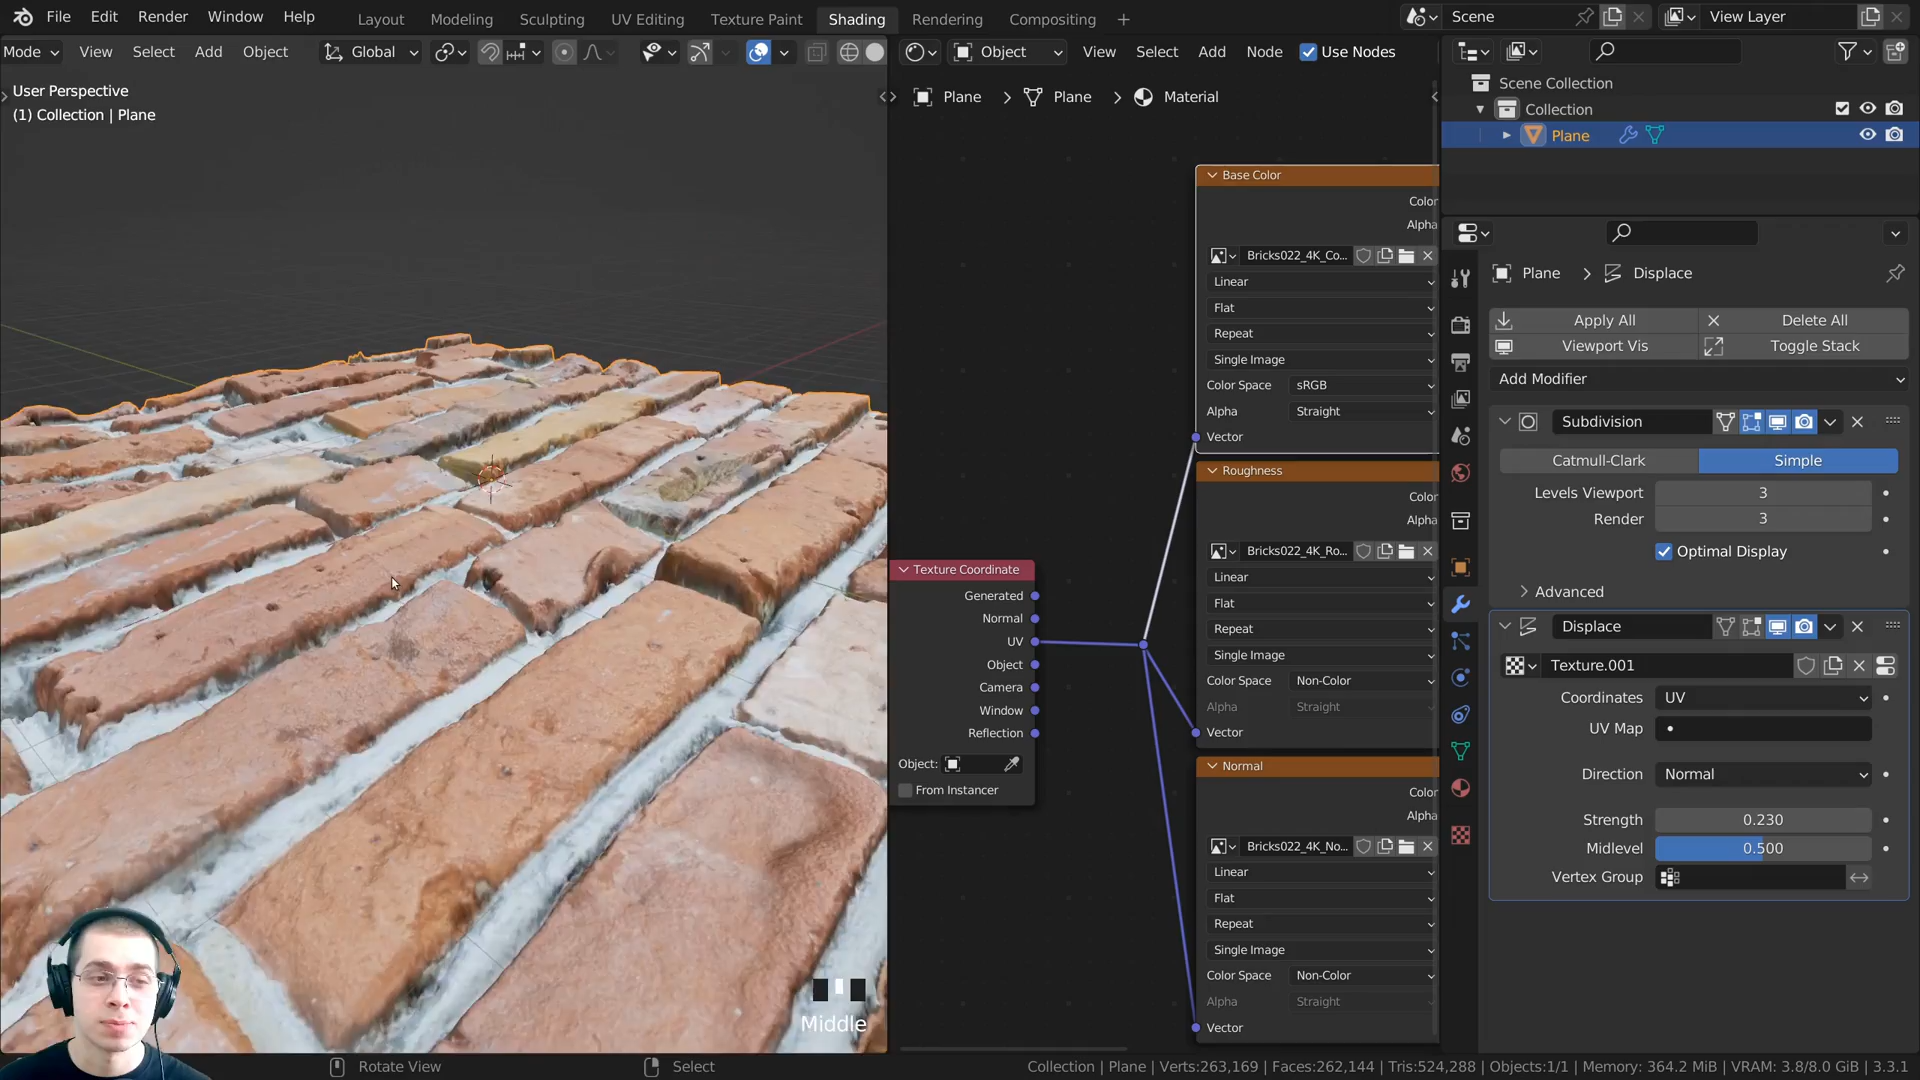 File Edit Render Window Help Layout Modeling Sculpting UV Editing Texture Paint Shading Rendering Compositing + Scene View Layer
Mode View Select Add Object Global Object View Select Add Node Use Nodes
User Perspective
(1) Collection | Plane
Plane > Plane > Material
Base Color
Color
Alpha
Bricks022_4K_Co...
Linear
Flat
Repeat
Single Image
Color Space sRGB
Alpha Straight
Vector
Roughness
Color
Alpha
Bricks022_4K_Ro...
Linear
Flat
Repeat
Single Image
Color Space Non-Color
Alpha Straight
Vector
Normal
Color
Alpha
Bricks022_4K_No...
Linear
Flat
Repeat
Single Image
Color Space Non-Color
Alpha Straight
Vector
Texture Coordinate
Generated
Normal
UV
Object
Camera
Window
Reflection
Object:
From Instancer
Scene Collection
Collection
Plane
Plane > Displace
Apply All Delete All
Viewport Vis Toggle Stack
Add Modifier
Subdivision
Catmull-Clark Simple
Levels Viewport 3
Render 3
Optimal Display
Advanced
Displace
Texture.001
Coordinates UV
UV Map
Direction Normal
Strength 0.230
Midlevel 0.500
Vertex Group
Middle
Rotate View Select Collection | Plane | Verts:263,169 | Faces:262,144 | Tris:524,288 | Objects:1/1 | Memory: 364.2 MiB | VRAM: 3.8/8.0 GiB | 3.3.1